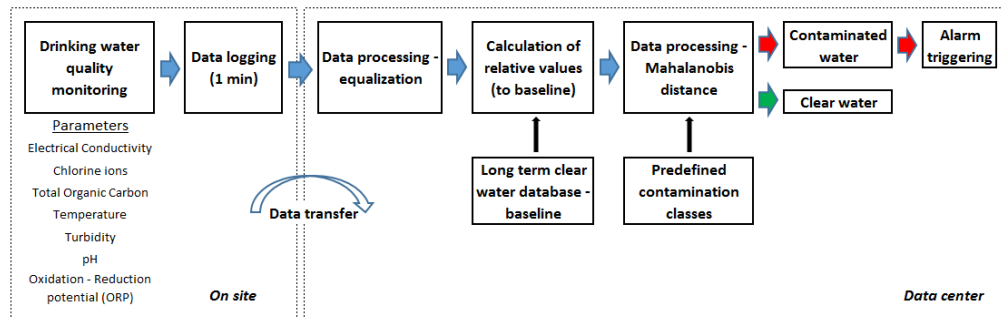 Drinking water
quality
monitoring
Data logging
(1 min)
Data processing -
equalization
Calculation of
relative values
(to baseline)
Data processing -
Mahalanobis
distance
Contaminated
water
Alarm
triggering
Clear water
Parameters
Electrical Conductivity
Chlorine ions
Total Organic Carbon
Temperature
Turbidity
pH
Oxidation - Reduction
potential (ORP)
Data transfer
Long term clear
water database -
baseline
Predefined
contamination
classes
On site
Data center